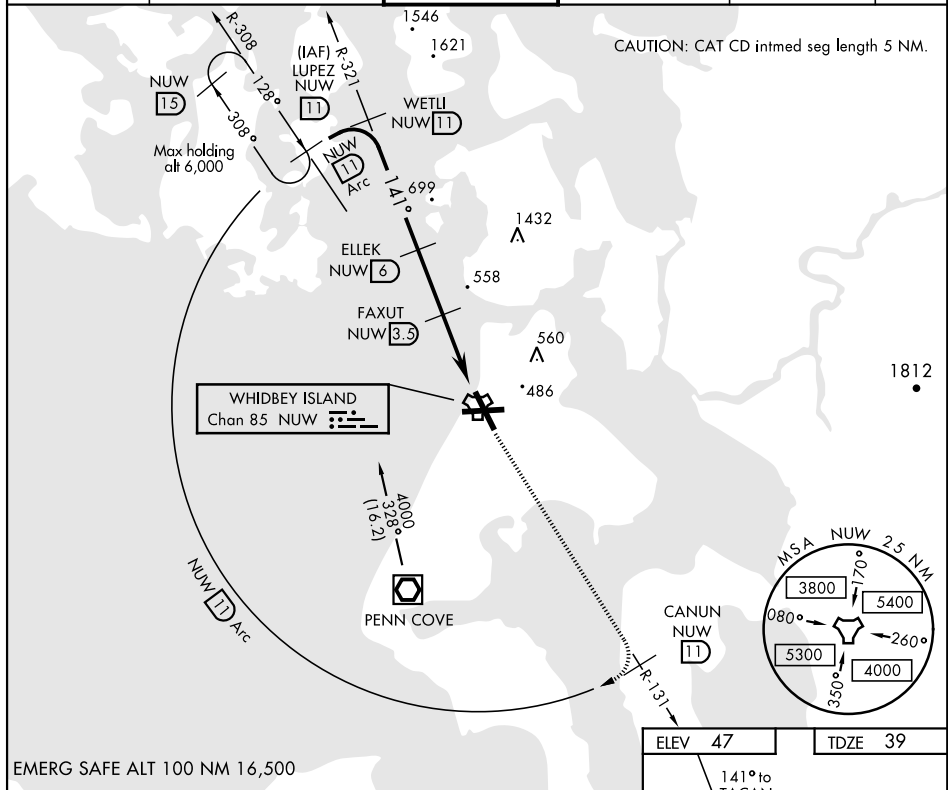 1546
1621
CAUTION: CAT CD intmed seg length 5 NM.
R-308
(IAF)
LUPEZ
NUW
11
R-321
NUW
15
128°
308°
WETLI
NUW 11
Max holding
alt 6,000
NUW
11
Arc
141°
699
1432
ELLEK
NUW 6
558
FAXUT
NUW 3.5
560
486
1812
WHIDBEY ISLAND
Chan 85 NUW
4000
328°
(16.2)
PENN COVE
NUW 11 Arc
CANUN
NUW
11
R-131
MSA NUW 25 NM
170°
3800
5400
080°
260°
5300
4000
350°
ELEV 47
TDZE 39
141° to
TACAN
EMERG SAFE ALT 100 NM 16,500